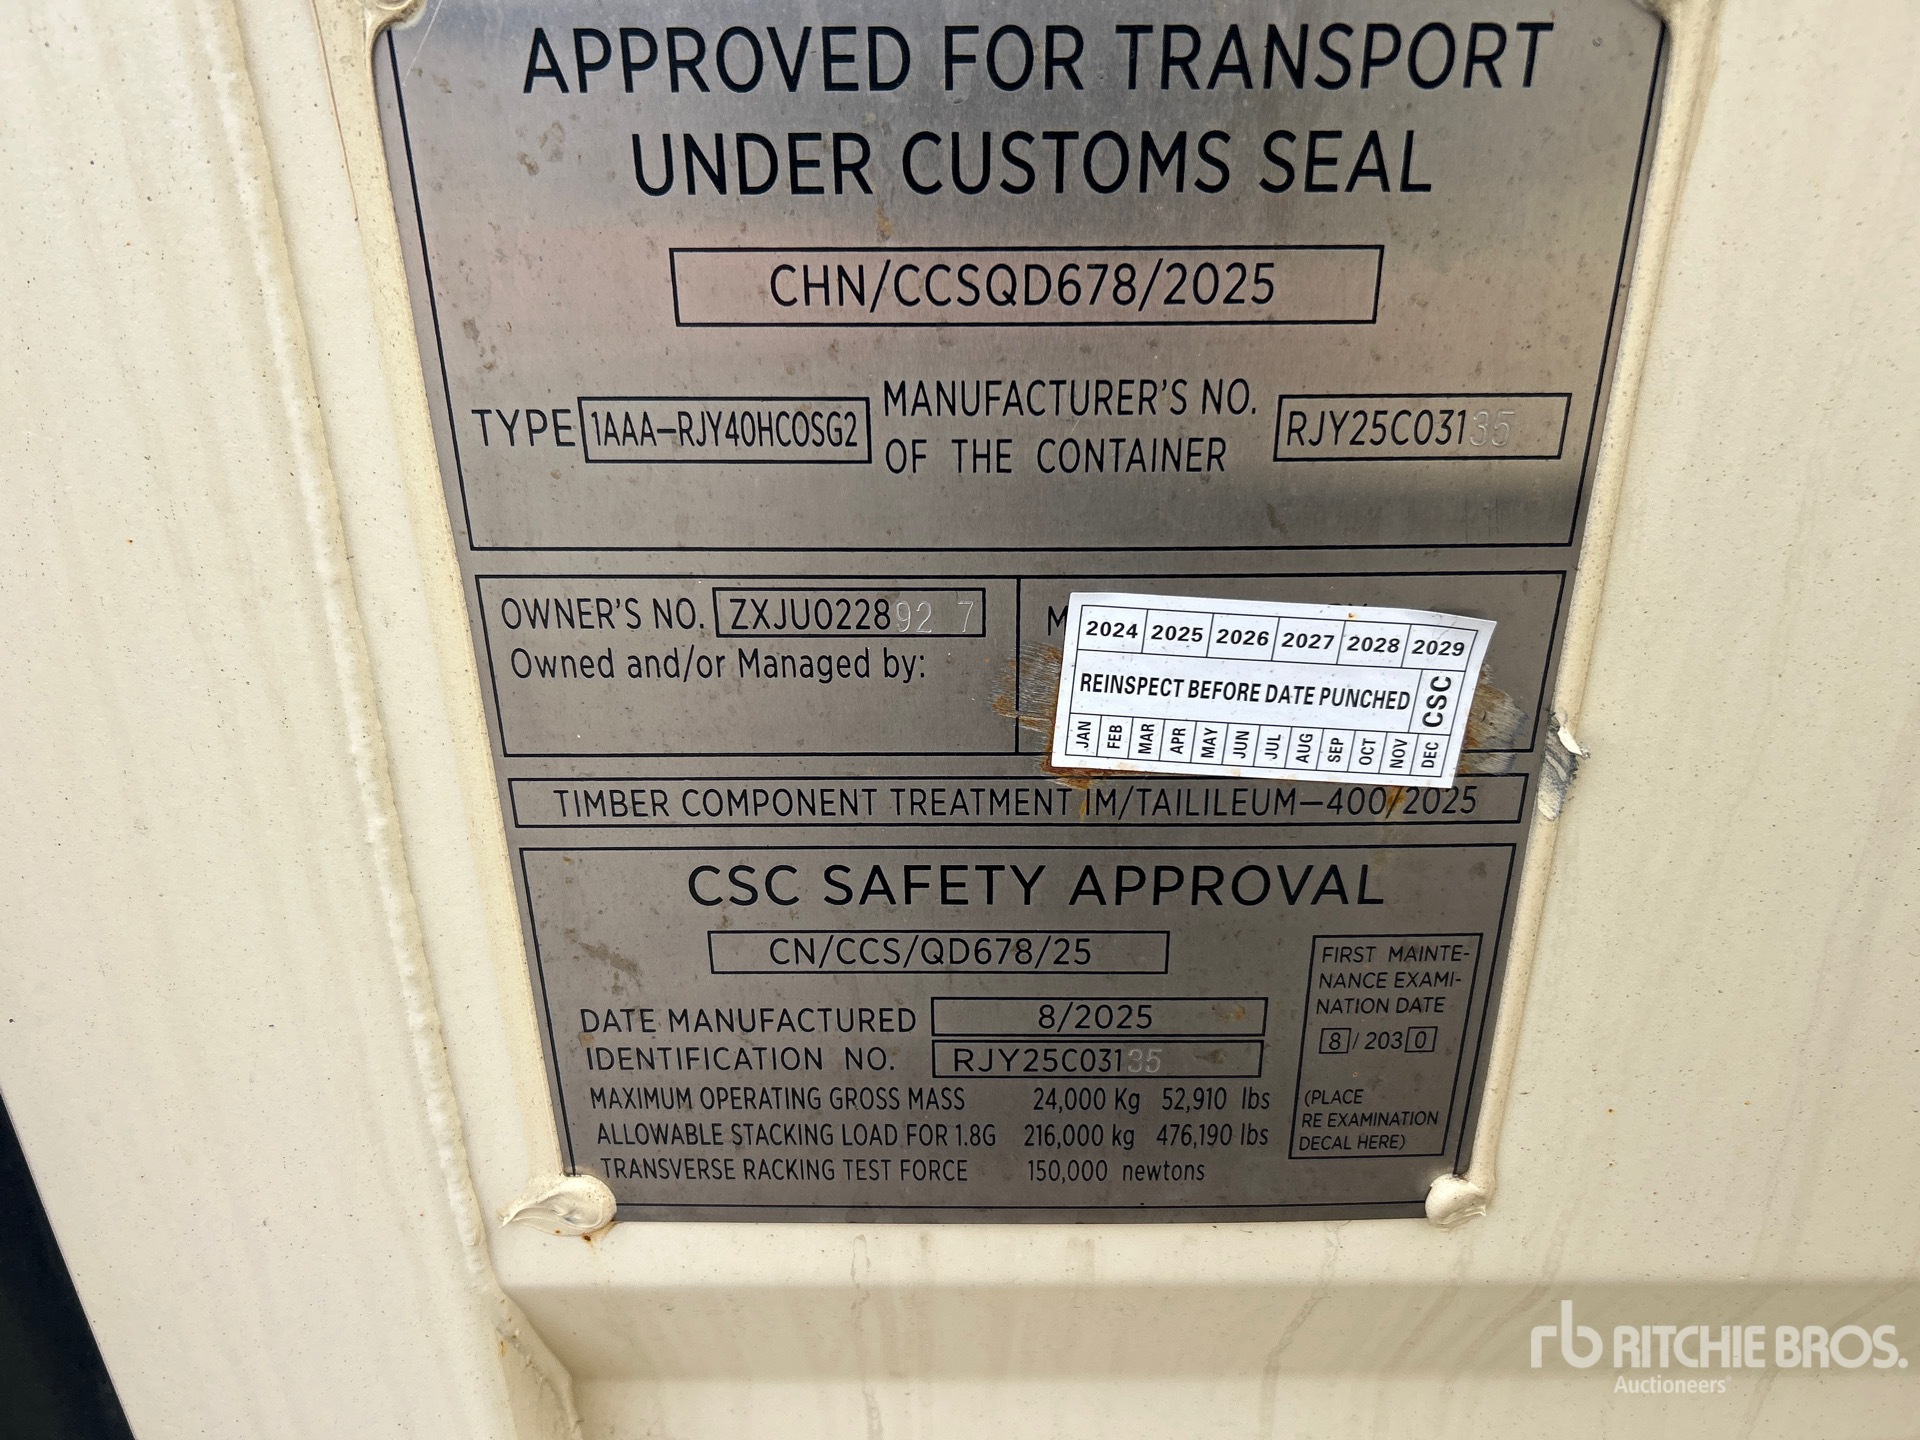 APPROVED FOR TRANSPORT
UNDER CUSTOMS SEAL
CHN/CCSQD678/2025
TYPE 1AAA-RJY40HCOSG2
MANUFACTURER'S NO.
OF THE CONTAINER
RJY25C03135
OWNER'S NO. ZXJU022892 7
Owned and/or Managed by:
2024 2025 2026 2027 2028 2029
REINSPECT BEFORE DATE PUNCHED CSC
JAN FEB MAR APR MAY JUN JUL AUG SEP OCT NOV DEC
TIMBER COMPONENT TREATMENT IM/TAILILEUM-400/2025
CSC SAFETY APPROVAL
CN/CCS/QD678/25
DATE MANUFACTURED 8/2025
IDENTIFICATION NO. RJY25C03135
MAXIMUM OPERATING GROSS MASS 24,000 Kg 52,910 lbs
ALLOWABLE STACKING LOAD FOR 1.8G 216,000 kg 476,190 lbs
TRANSVERSE RACKING TEST FORCE 150,000 newtons
FIRST MAINTE-
NANCE EXAMI-
NATION DATE
8 / 203 0
(PLACE
RE EXAMINATION
DECAL HERE)
rb RITCHIE BROS.
Auctioneers